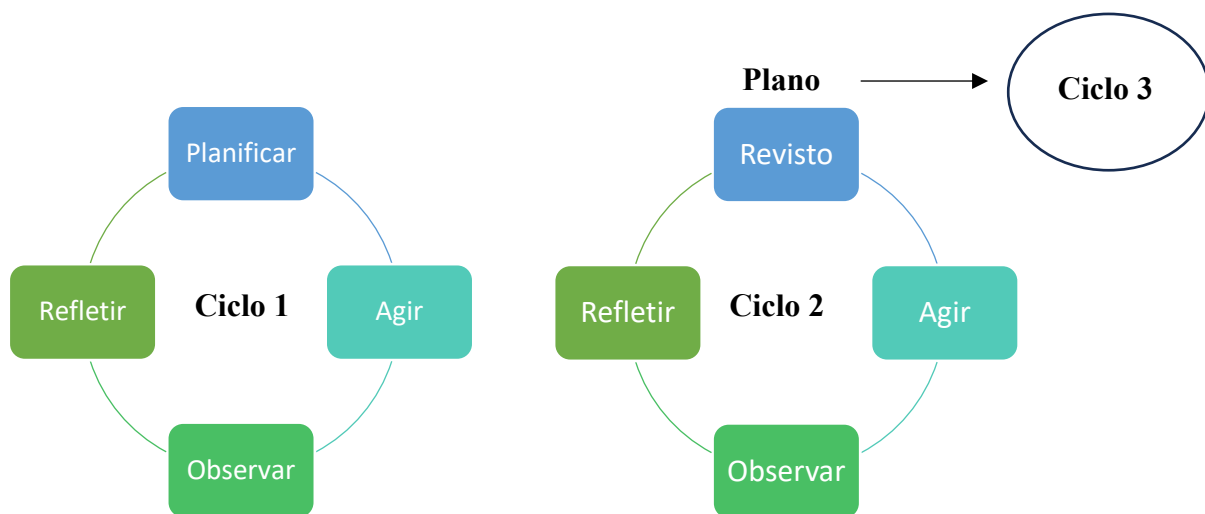 Planificar
Refletir
Ciclo 1
Agir
Observar
Plano
Ciclo 3
Revisto
Refletir
Ciclo 2
Agir
Observar